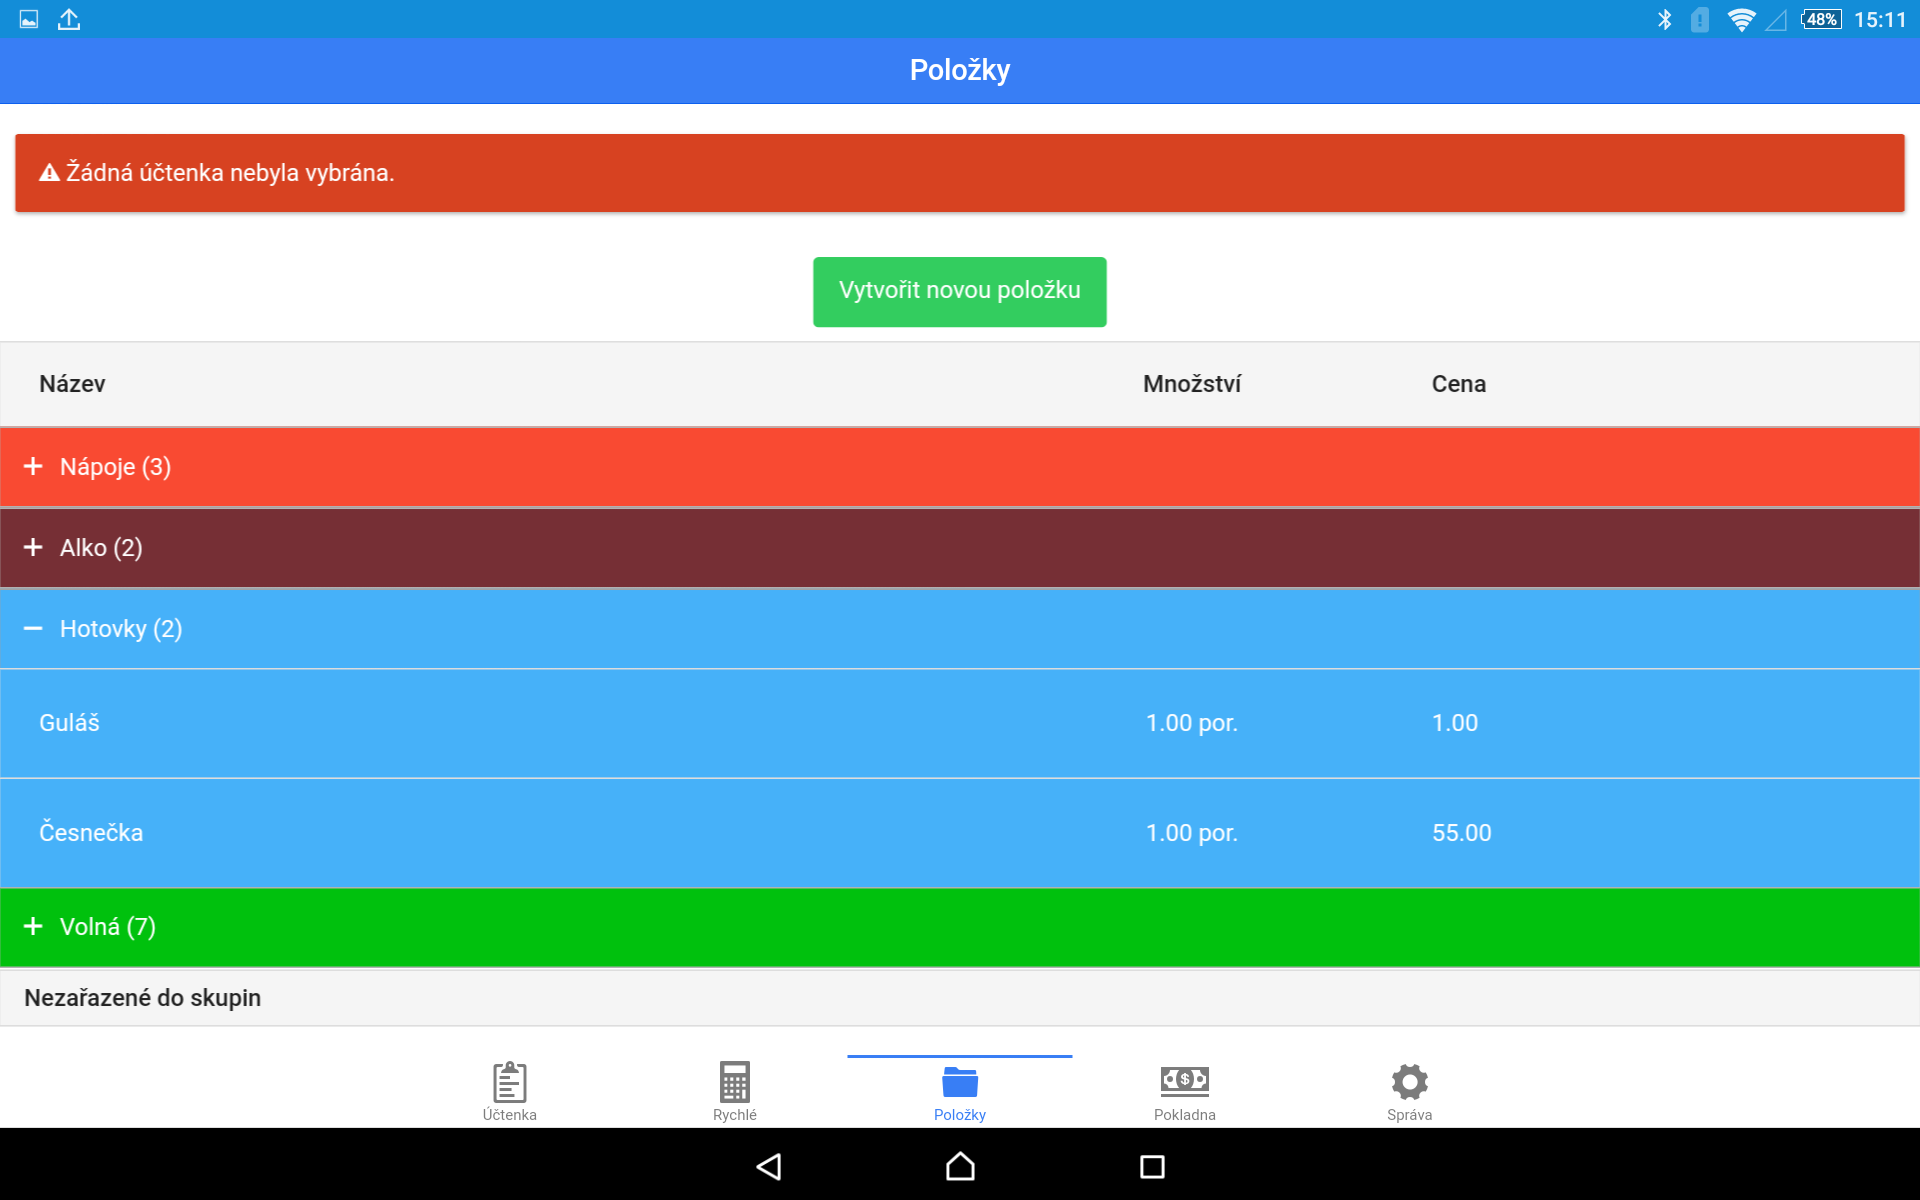 48% 15:11
Položky
Žádná účtenka nebyla vybrána.
Vytvořit novou položku
Název Množství Cena
+ Nápoje (3)
+ Alko (2)
− Hotovky (2)
Guláš 1.00 por. 1.00
Česnečka 1.00 por. 55.00
+ Volná (7)
Nezařazené do skupin
Účtenka Rychlé Položky Pokladna Správa